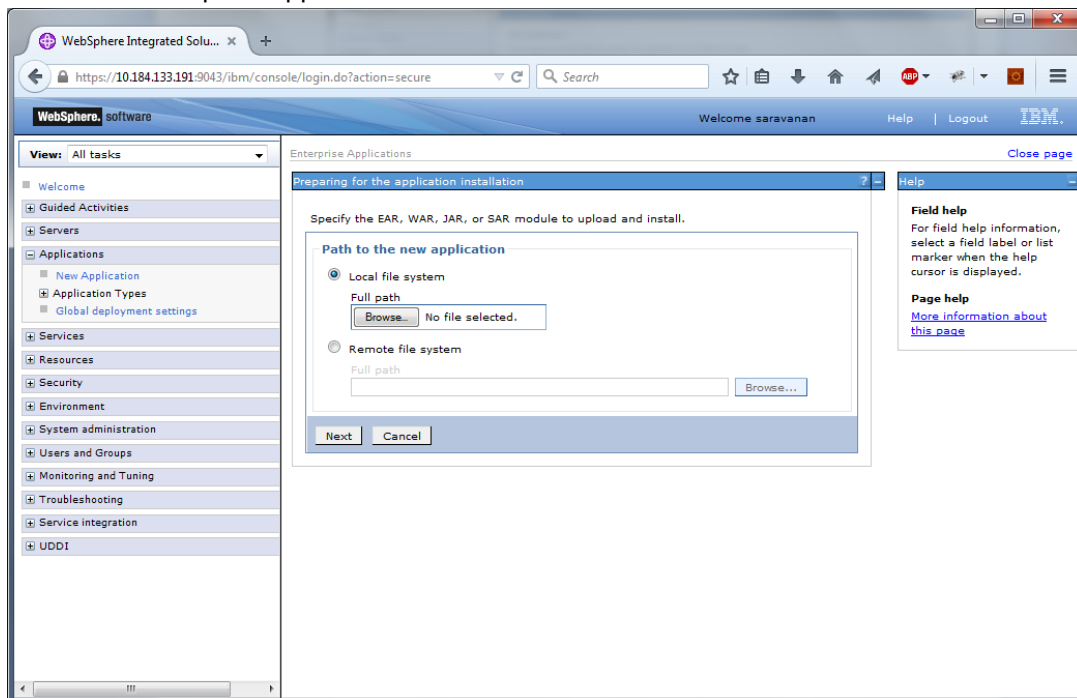 WebSphere Integrated Solu... × +
https://10.184.133.191:9043/ibm/console/login.do?action=secure
Search
ABP
WebSphere. software
Welcome saravanan
Help | Logout
IBM.
View: All tasks
Welcome
Guided Activities
Servers
Applications
New Application
Application Types
Global deployment settings
Services
Resources
Security
Environment
System administration
Users and Groups
Monitoring and Tuning
Troubleshooting
Service integration
UDDI
Enterprise Applications
Close page
Preparing for the application installation
? –
Specify the EAR, WAR, JAR, or SAR module to upload and install.
Path to the new application
Local file system
Full path
Browse... No file selected.
Remote file system
Full path
Browse...
Next Cancel
Help
Field help
For field help information,
select a field label or list
marker when the help
cursor is displayed.
Page help
More information about
this page